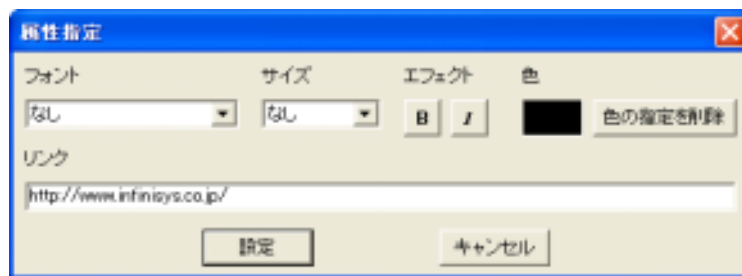 属性指定
フォント サイズ エフェクト 色
なし なし B I 色の指定を削除
リンク
http://www.infinisys.co.jp/
設定 キャンセル